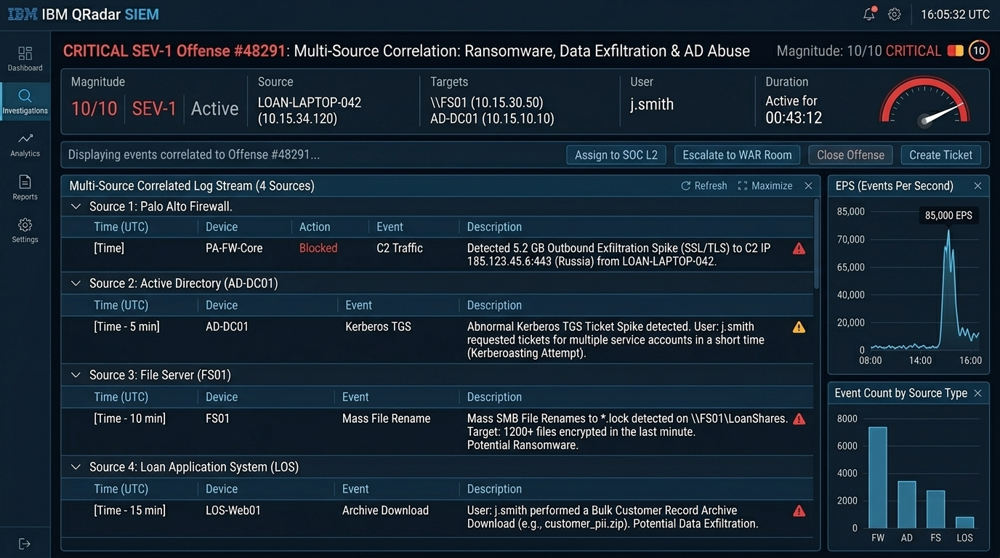 IBM IBM QRadar SIEM
16:05:32 UTC
Dashboard
Investigations
Analytics
Reports
Settings
CRITICAL SEV-1 Offense #48291: Multi-Source Correlation: Ransomware, Data Exfiltration & AD Abuse
Magnitude: 10/10 CRITICAL
10
Magnitude
10/10
SEV-1
Active
Source
LOAN-LAPTOP-042
(10.15.34.120)
Targets
\\FS01 (10.15.30.50)
AD-DC01 (10.15.10.10)
User
j.smith
Duration
Active for
00:43:12
Displaying events correlated to Offense #48291...
Assign to SOC L2
Escalate to WAR Room
Close Offense
Create Ticket
Multi-Source Correlated Log Stream (4 Sources)
Refresh
Maximize
Source 1: Palo Alto Firewall.
Time (UTC) Device Action Event Description
[Time] PA-FW-Core Blocked C2 Traffic Detected 5.2 GB Outbound Exfiltration Spike (SSL/TLS) to C2 IP
185.123.45.6:443 (Russia) from LOAN-LAPTOP-042.
Source 2: Active Directory (AD-DC01)
Time (UTC) Device Event Description
[Time - 5 min] AD-DC01 Kerberos TGS Abnormal Kerberos TGS Ticket Spike detected. User: j.smith
requested tickets for multiple service accounts in a short time
(Kerberoasting Attempt).
Source 3: File Server (FS01)
Time (UTC) Device Event Description
[Time - 10 min] FS01 Mass File Rename Mass SMB File Renames to *.lock detected on \\FS01\LoanShares.
Target: 1200+ files encrypted in the last minute.
Potential Ransomware.
Source 4: Loan Application System (LOS)
Time (UTC) Device Event Description
[Time - 15 min] LOS-Web01 Archive Download User: j.smith performed a Bulk Customer Record Archive
Download (e.g., customer_pii.zip). Potential Data Exfiltration.
EPS (Events Per Second)
85,000
85,000 EPS
70,000
65,000
40,000
20,000
0
08:00 14:00 16:00
Event Count by Source Type
8000
6000
4000
2000
0
FW AD FS LOS